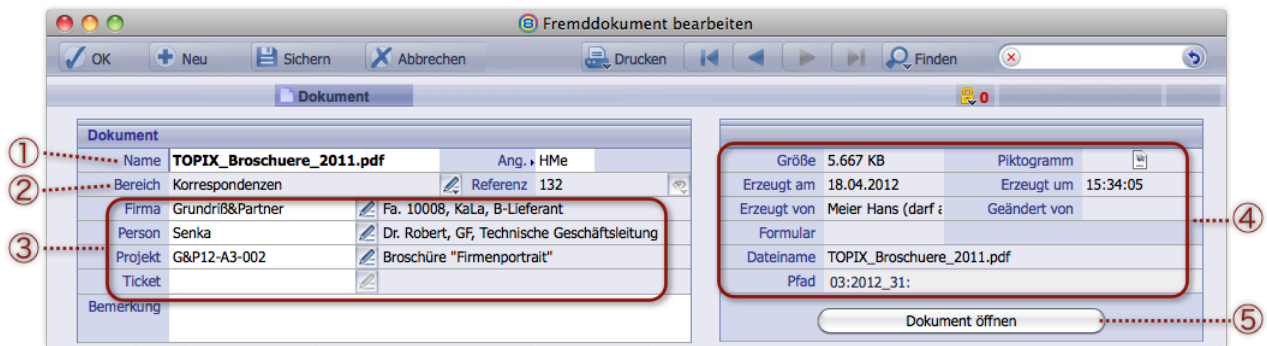 Fremddokument bearbeiten
OK Neu Sichern Abbrechen Drucken Finden
Dokument 0
Dokument
① Name TOPIX_Broschuere_2011.pdf Ang. HMe
② Bereich Korrespondenzen Referenz 132
③
Firma Grundriß&Partner Fa. 10008, KaLa, B-Lieferant
Person Senka Dr. Robert, GF, Technische Geschäftsleitung
Projekt G&P12-A3-002 Broschüre "Firmenportrait"
Ticket
Bemerkung
Größe 5.667 KB Piktogramm
Erzeugt am 18.04.2012 Erzeugt um 15:34:05
Erzeugt von Meier Hans (darf Geändert von
④
Formular
Dateiname TOPIX_Broschuere_2011.pdf
Pfad 03:2012_31:
Dokument öffnen ⑤